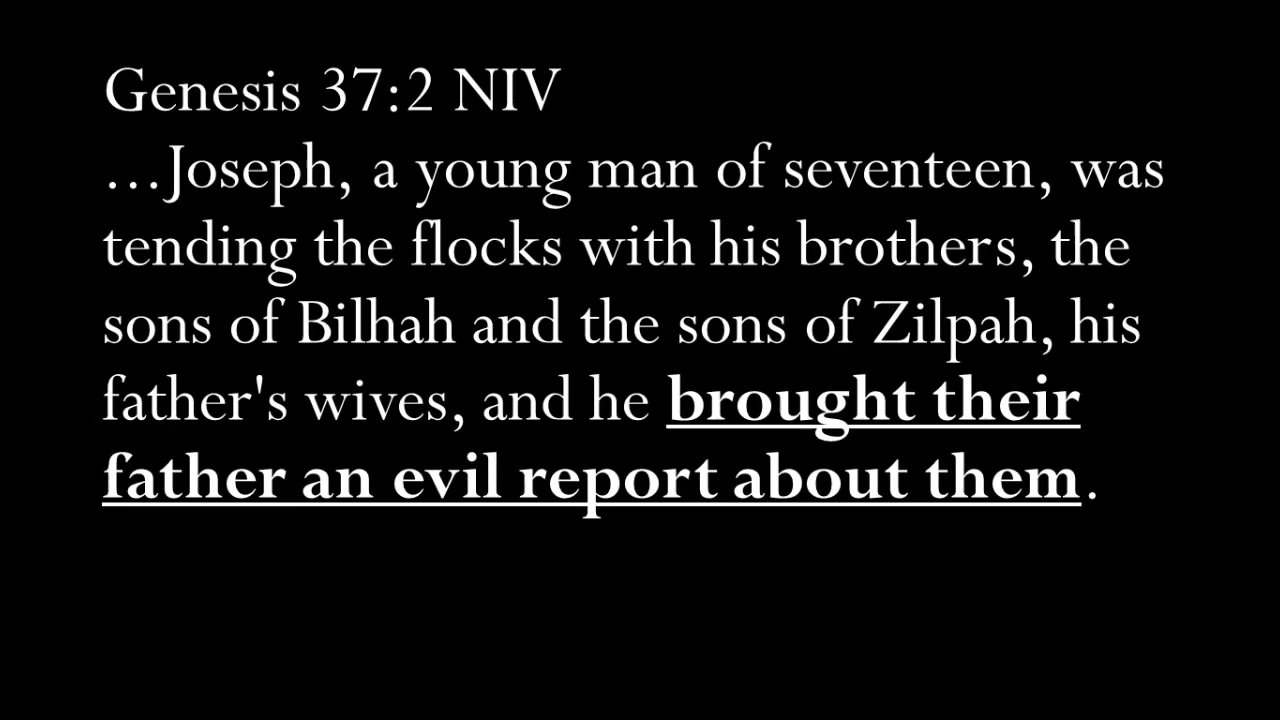 Genesis 37:2 NIV
…Joseph, a young man of seventeen, was
tending the flocks with his brothers, the
sons of Bilhah and the sons of Zilpah, his
father's wives, and he brought their
father an evil report about them.